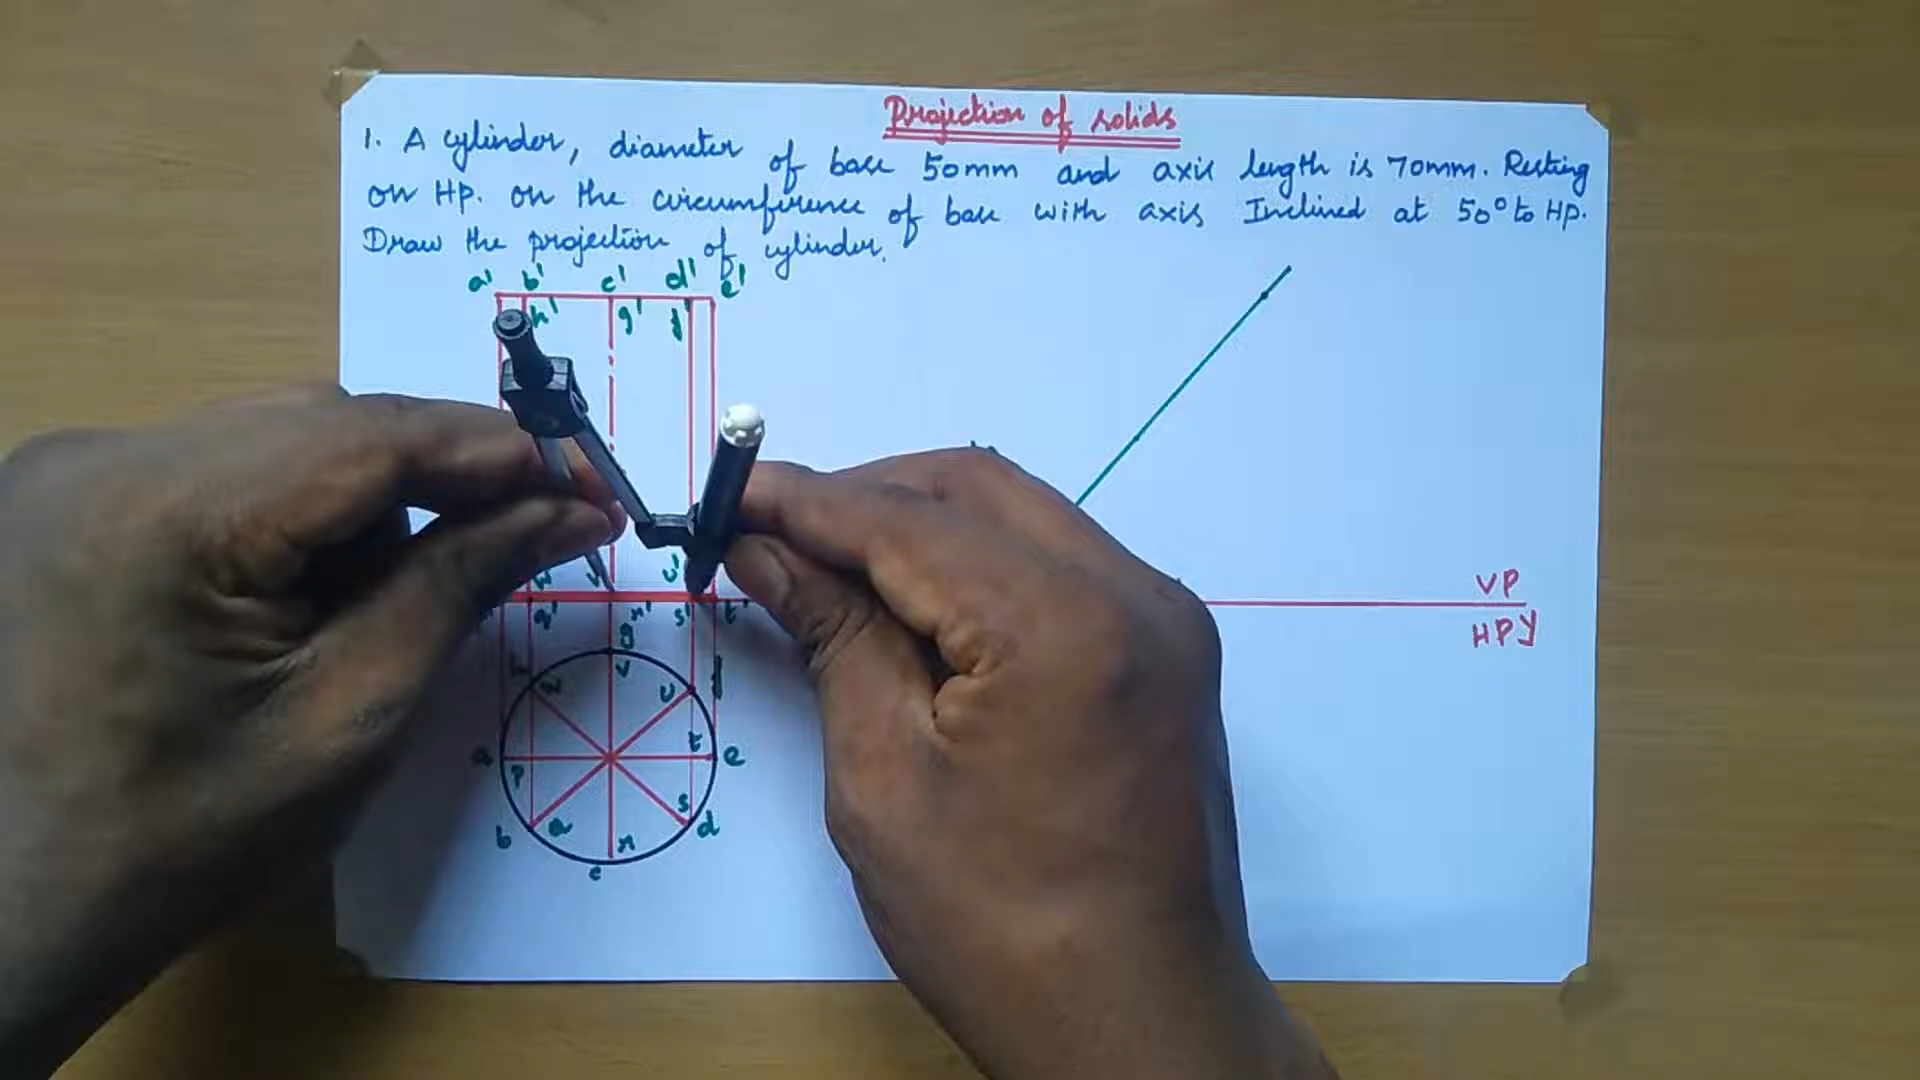 Projection of solids
1. A cylinder, diameter of base 50mm and axis length is 70mm. Resting
on HP. on the circumference of base with axis Inclined at 50° to HP.
Draw the projection of cylinder.
a' b' c' d' e'
h' g' f'
u'
VP
q' r' s' t'
HP y
g
h v f
w u
a t e
p
s
b q d
r
c